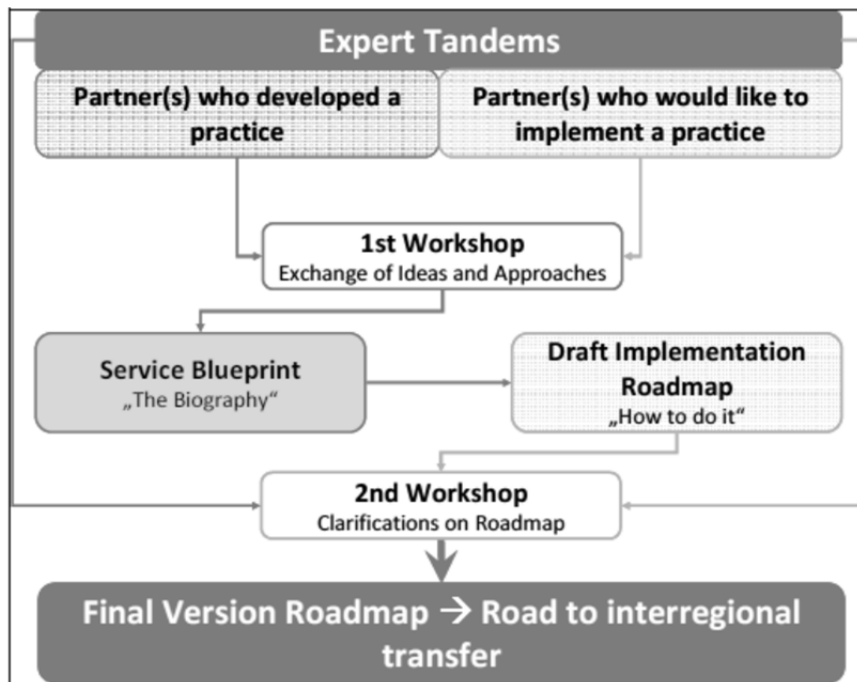 Expert Tandems
Partner(s) who developed a
practice
Partner(s) who would like to
implement a practice
1st Workshop
Exchange of Ideas and Approaches
Service Blueprint
„The Biography“
Draft Implementation
Roadmap
„How to do it“
2nd Workshop
Clarifications on Roadmap
Final Version Roadmap → Road to interregional
transfer